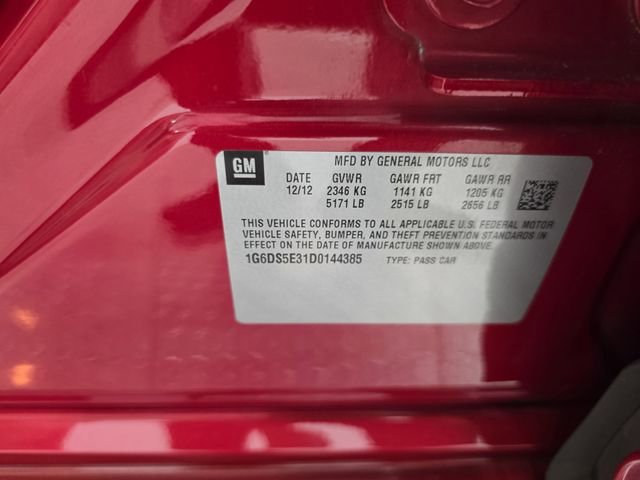 GM MFD BY GENERAL MOTORS LLC
DATE GVWR GAWR FRT GAWR RR
12/12 2346 KG 1141 KG 1205 KG
5171 LB 2515 LB 2656 LB
THIS VEHICLE CONFORMS TO ALL APPLICABLE U.S. FEDERAL MOTOR
VEHICLE SAFETY, BUMPER, AND THEFT PREVENTION STANDARDS IN
EFFECT ON THE DATE OF MANUFACTURE SHOWN ABOVE.
1G6DS5E31D0144385 TYPE: PASS CAR